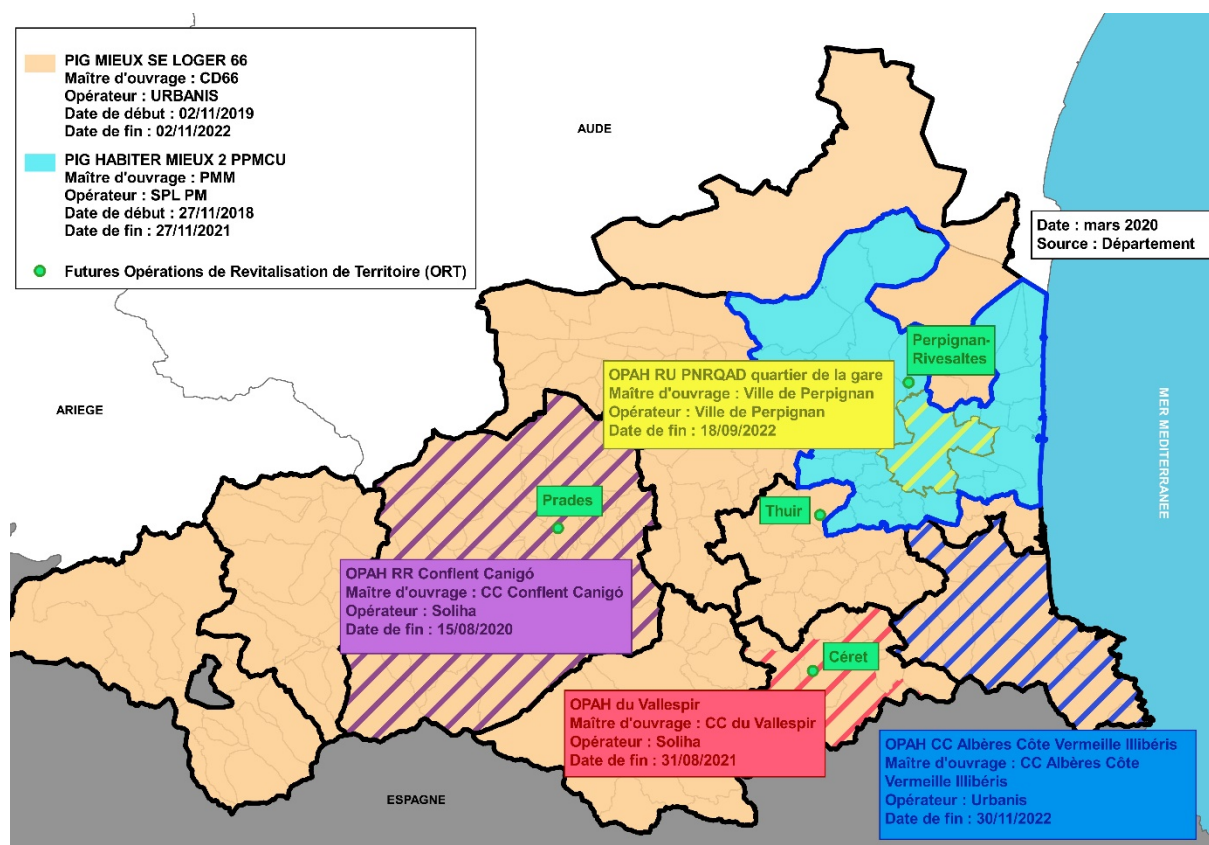 PIG MIEUX SE LOGER 66
Maître d'ouvrage : CD66
Opérateur : URBANIS
Date de début : 02/11/2019
Date de fin : 02/11/2022
PIG HABITER MIEUX 2 PPMCU
Maître d'ouvrage : PMM
Opérateur : SPL PM
Date de début : 27/11/2018
Date de fin : 27/11/2021
Futures Opérations de Revitalisation de Territoire (ORT)
AUDE
Date : mars 2020
Source : Département
Perpignan-
Rivesaltes
OPAH RU PNRQAD quartier de la gare
Maître d'ouvrage : Ville de Perpignan
Opérateur : Ville de Perpignan
Date de fin : 18/09/2022
ARIEGE
MER MEDITERRANEE
Prades
Thuir
OPAH RR Conflent Canigó
Maître d'ouvrage : CC Conflent Canigó
Opérateur : Soliha
Date de fin : 15/08/2020
Céret
OPAH du Vallespir
Maître d'ouvrage : CC du Vallespir
Opérateur : Soliha
Date de fin : 31/08/2021
OPAH CC Albères Côte Vermeille Illibéris
Maître d'ouvrage : CC Albères Côte
Vermeille Illibéris
Opérateur : Urbanis
Date de fin : 30/11/2022
ESPAGNE